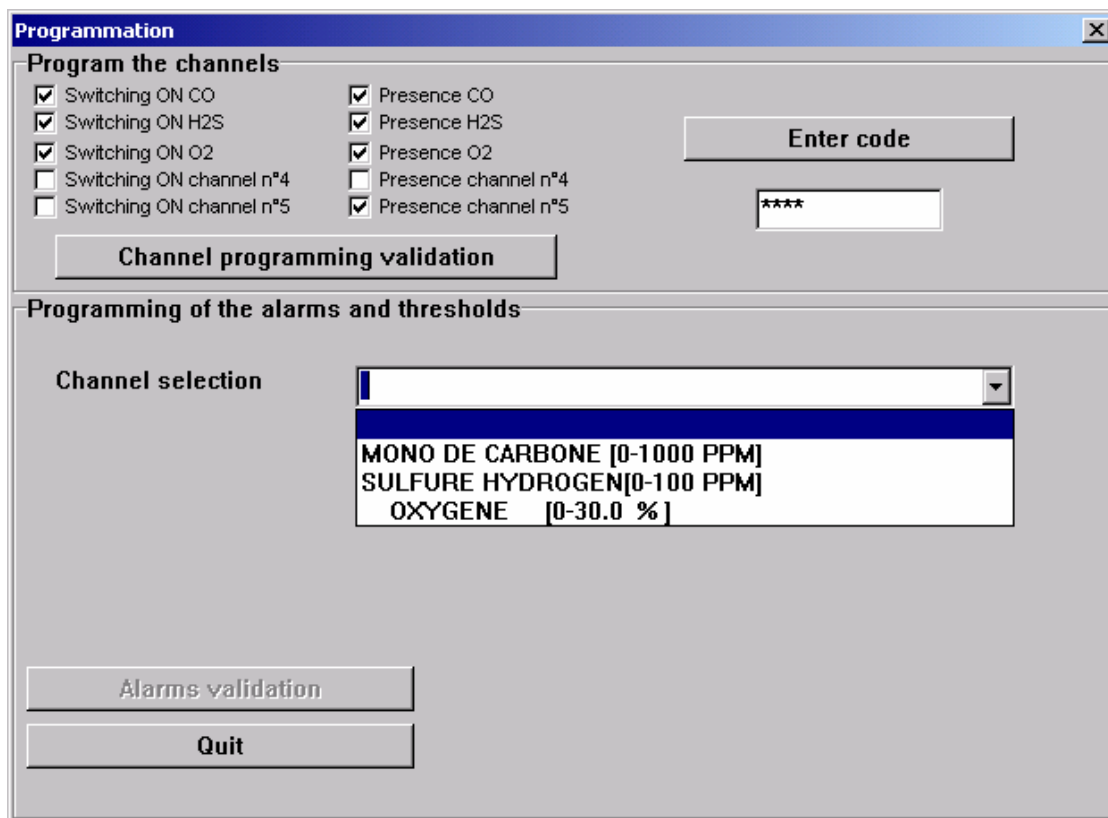 Programmation
Program the channels
Switching ON CO
Presence CO
Switching ON H2S
Presence H2S
Enter code
Switching ON O2
Presence O2
Switching ON channel n°4
Presence channel n°4
Switching ON channel n°5
Presence channel n°5
****
Channel programming validation
Programming of the alarms and thresholds
Channel selection
MONO DE CARBONE [0-1000 PPM]
SULFURE HYDROGEN[0-100 PPM]
OXYGENE [0-30.0 % ]
Alarms validation
Quit